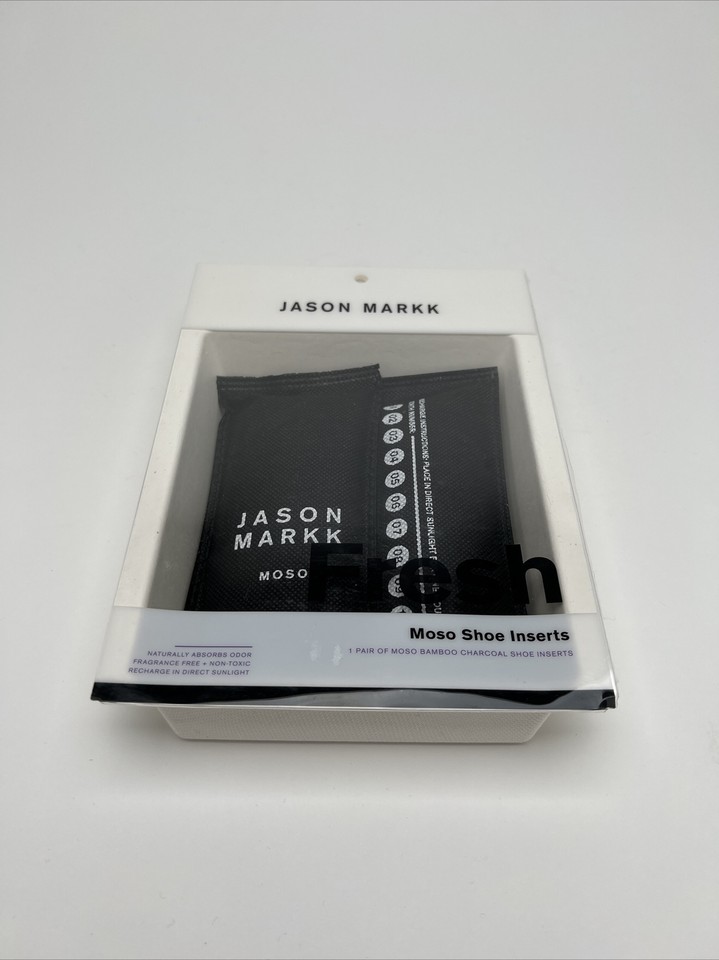 JASON MARKK
JASON
MARKK
MOSO
02
03
04
05
06
07
08
09
RECHARGE INSTRUCTIONS: PLACE IN DIRECT SUNLIGHT
Fresh
Moso Shoe Inserts
1 PAIR OF MOSO BAMBOO CHARCOAL SHOE INSERTS
NATURALLY ABSORBS ODOR
FRAGRANCE FREE + NON-TOXIC
RECHARGE IN DIRECT SUNLIGHT